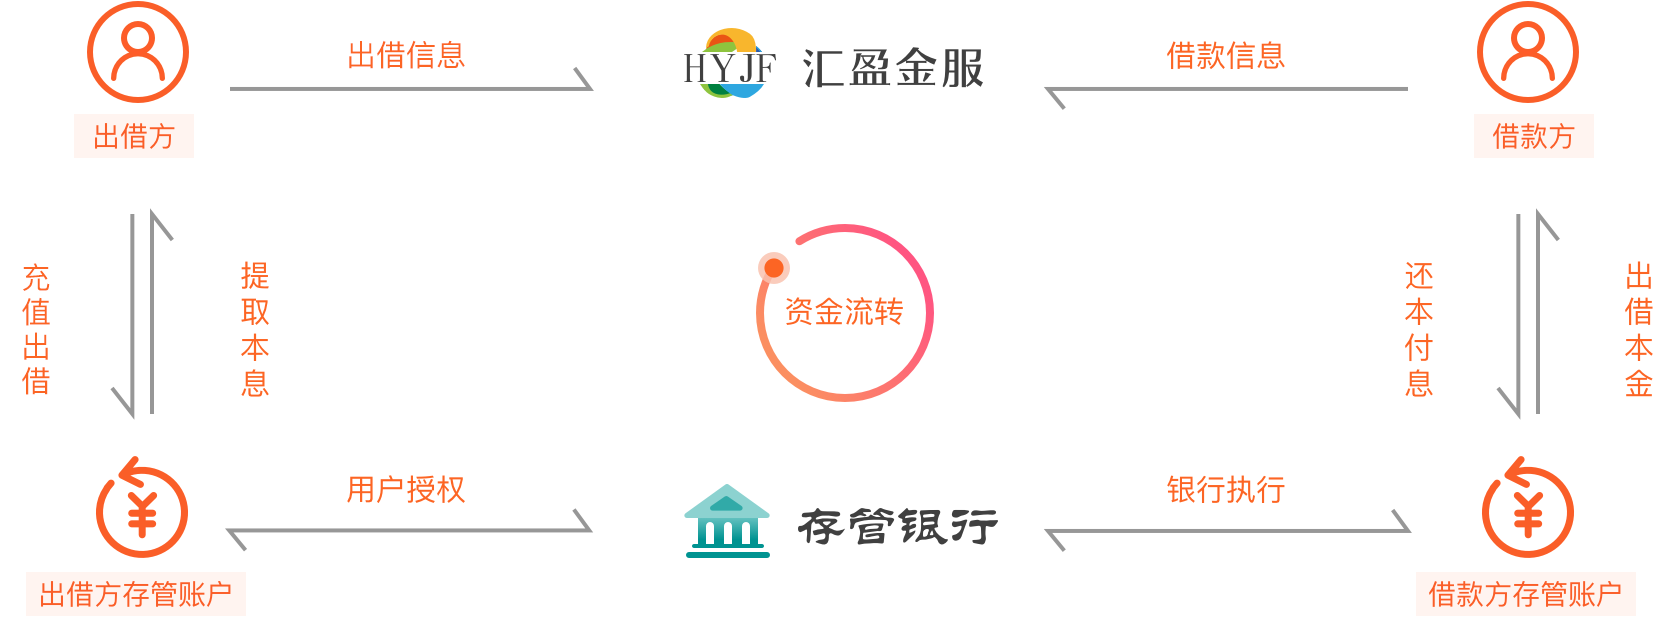 出借信息
HYJF
汇盈金服
借款信息
出借方
借款方
充值出借
提取本息
资金流转
还本付息
出借本金
用户授权
存管银行
银行执行
出借方存管账户
借款方存管账户